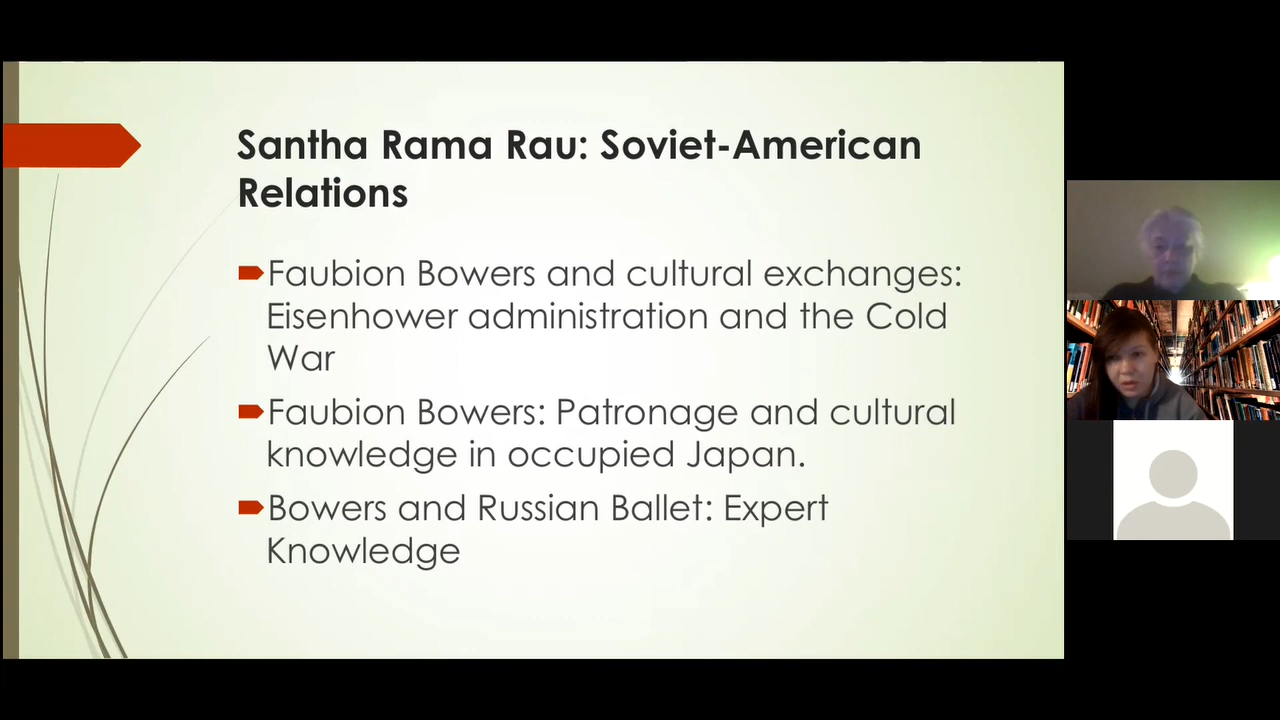 Santha Rama Rau: Soviet-American
Relations
Faubion Bowers and cultural exchanges:
Eisenhower administration and the Cold
War
Faubion Bowers: Patronage and cultural
knowledge in occupied Japan.
Bowers and Russian Ballet: Expert
Knowledge